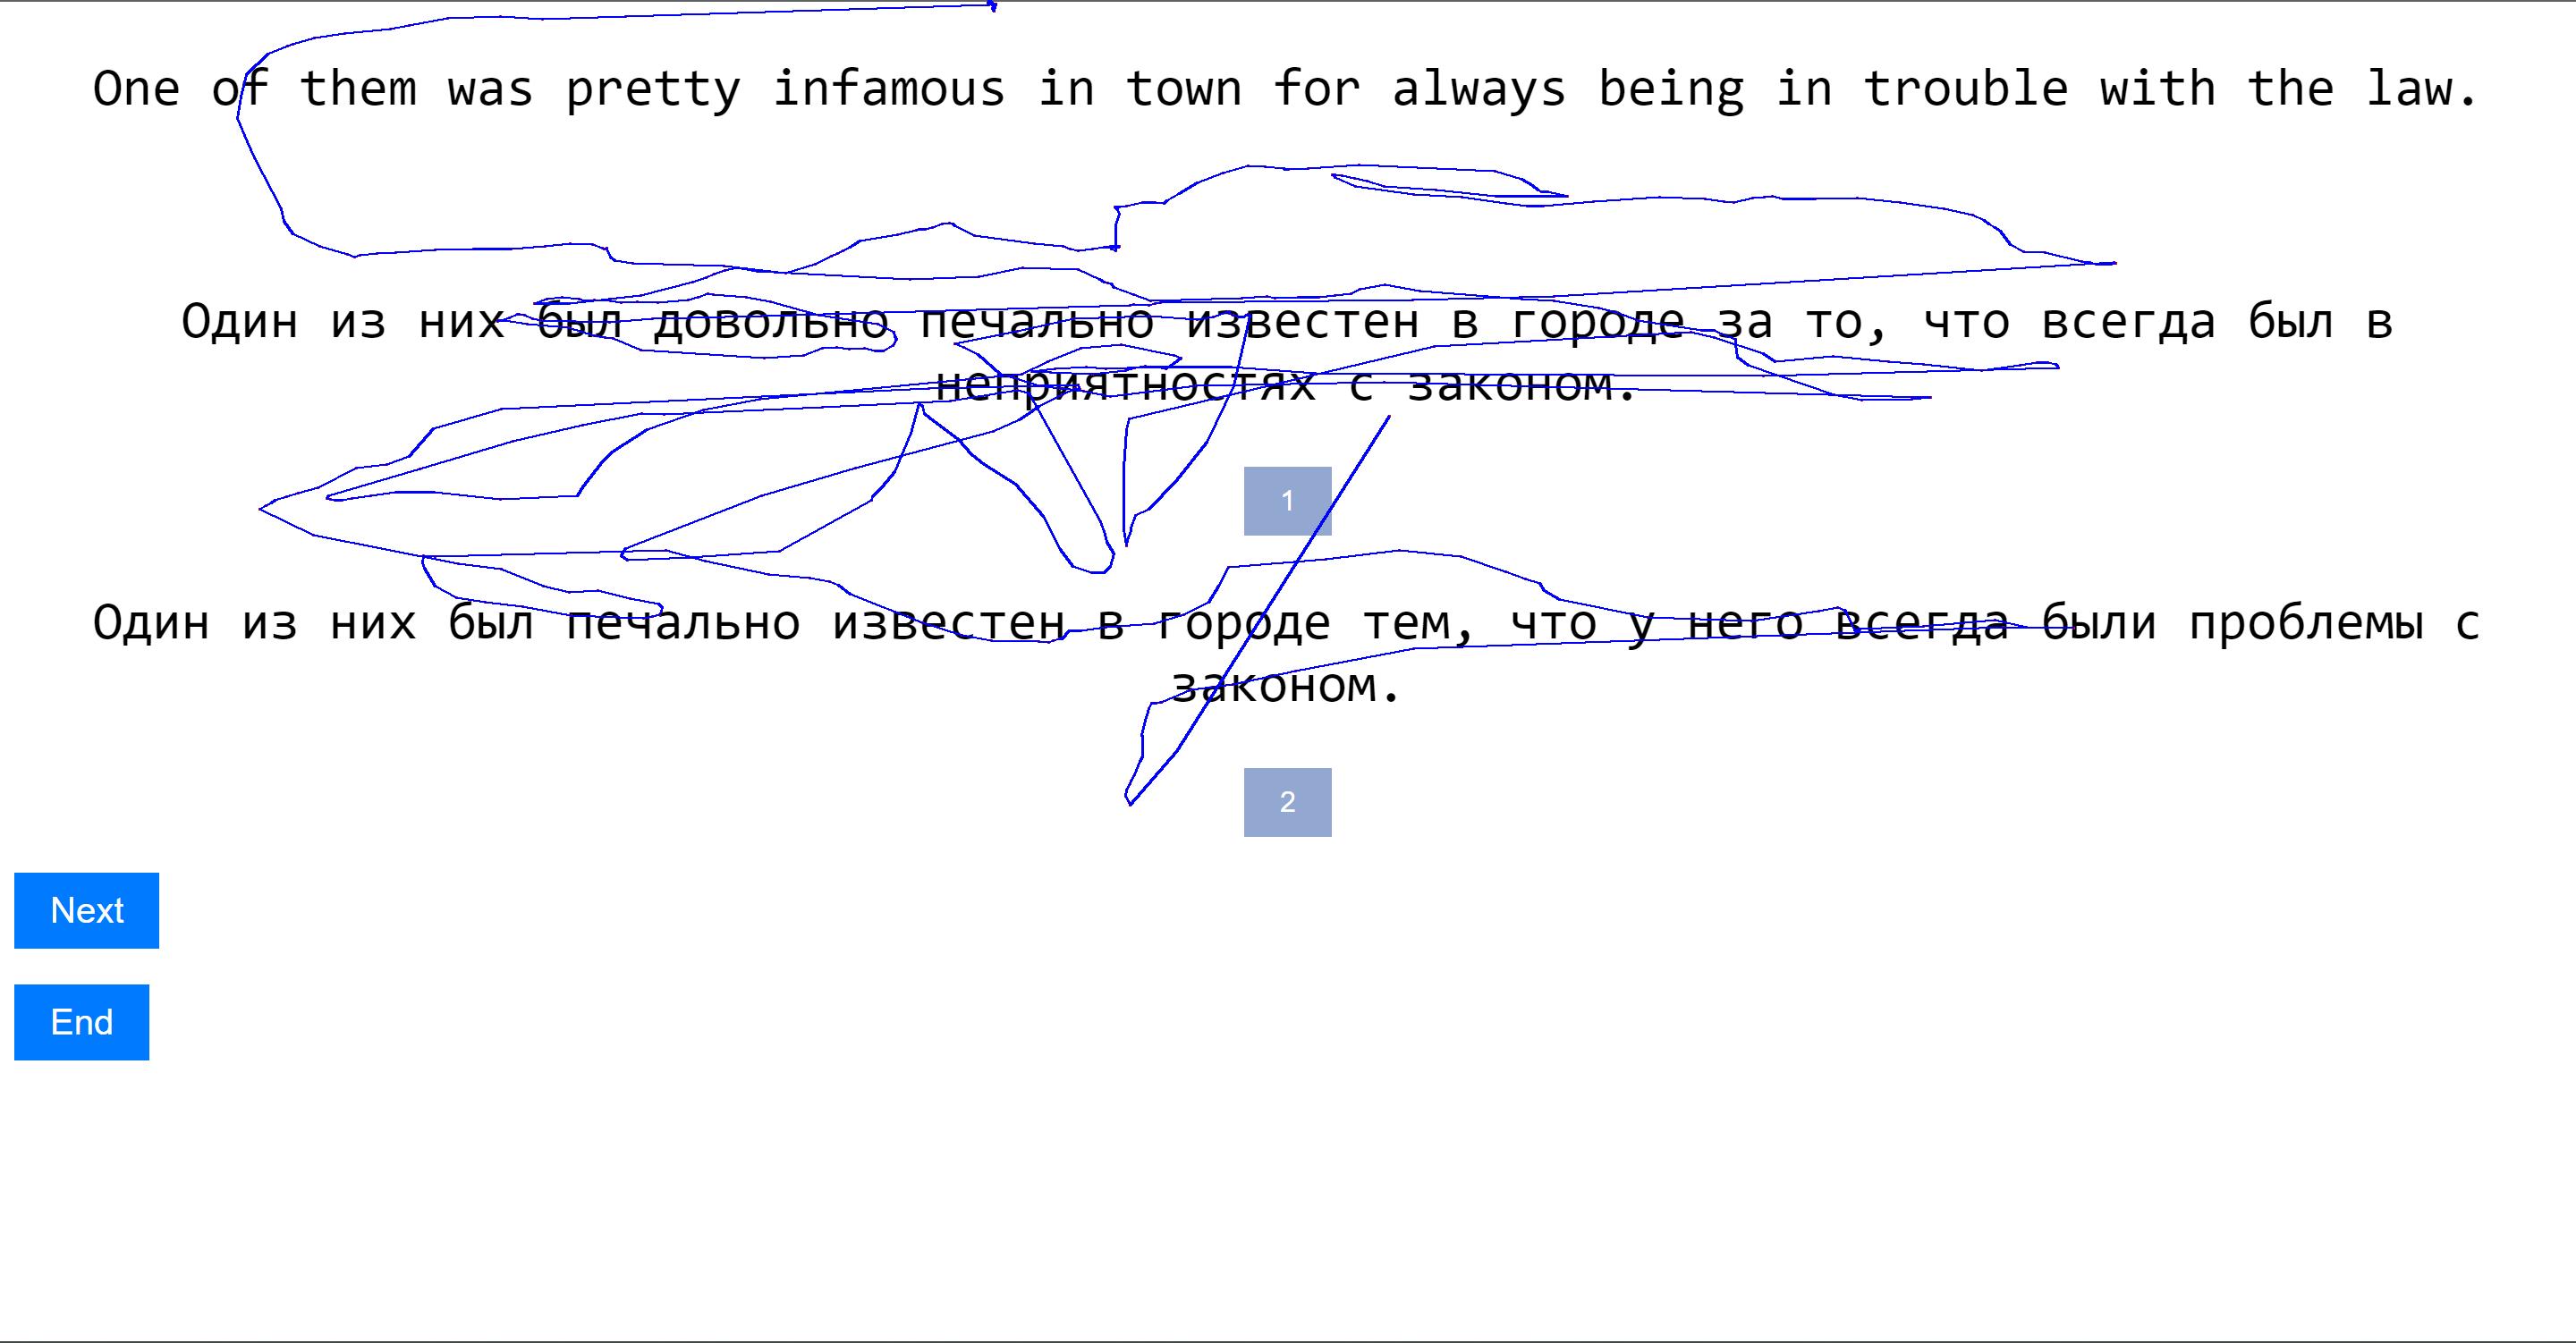 One of them was pretty infamous in town for always being in trouble with the law.
Один из них был довольно печально известен в городе за то, что всегда был в
неприятностях с законом.
1
Один из них был печально известен в городе тем, что у него всегда были проблемы с
законом.
2
Next
End